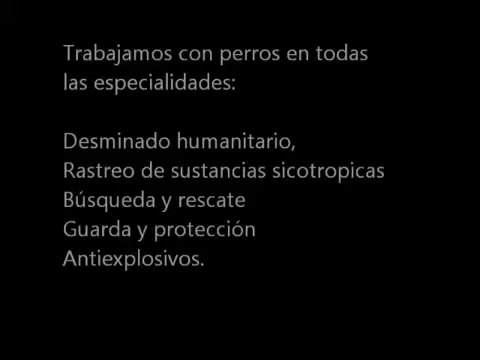 Trabajamos con perros en todas
las especialidades:
Desminado humanitario,
Rastreo de sustancias sicotropicas
Búsqueda y rescate
Guarda y protección
Antiexplosivos.